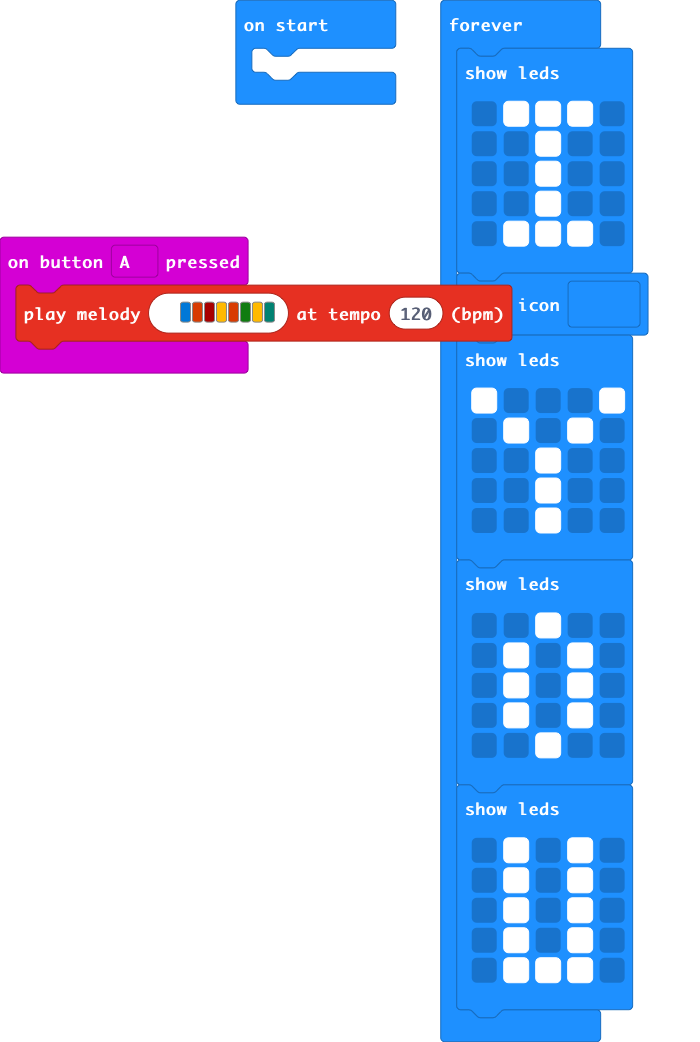 on start
forever
show leds
on button A pressed
play melody at tempo 120 (bpm)
icon
show leds
show leds
show leds